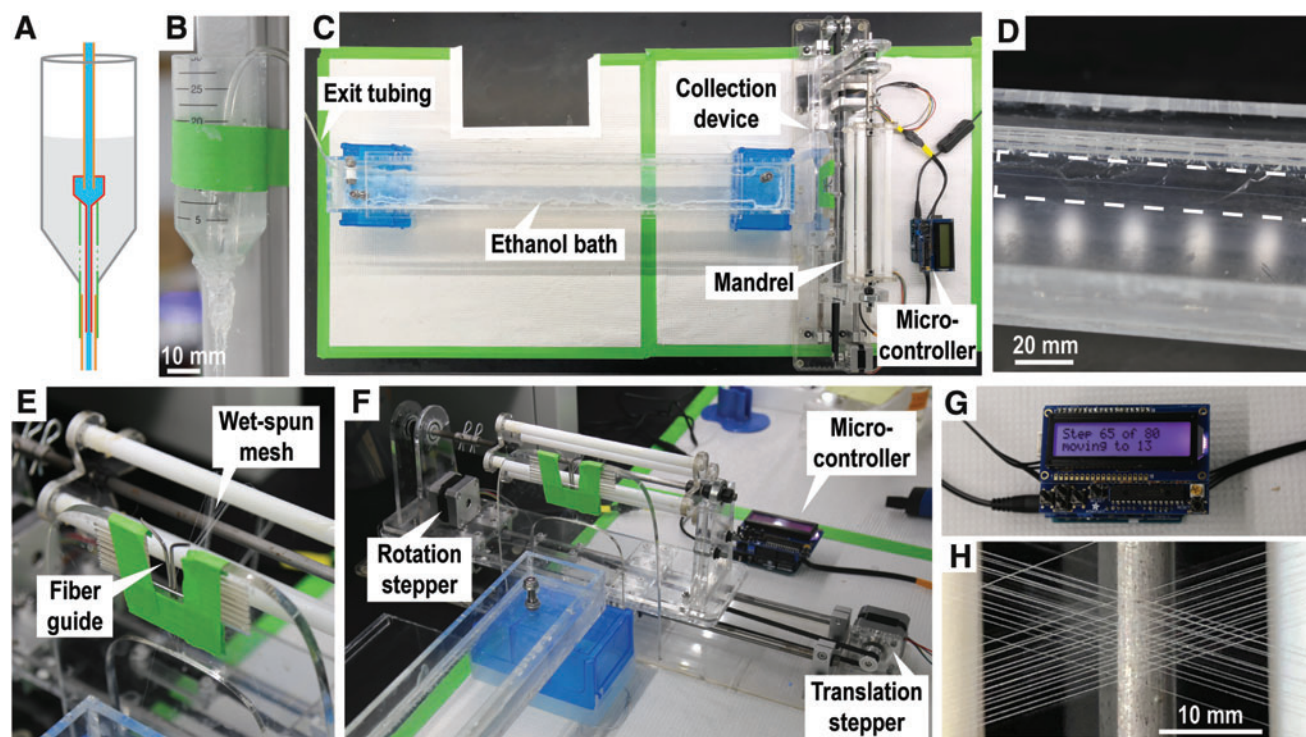 A
B
25
20
5
10 mm
C
Exit tubing
Collection
device
Ethanol bath
Mandrel
Micro-
controller
D
20 mm
E
Wet-spun
mesh
Fiber
guide
F
Micro-
controller
Rotation
stepper
Translation
stepper
G
Step 65 of 80
moving to 13
H
10 mm